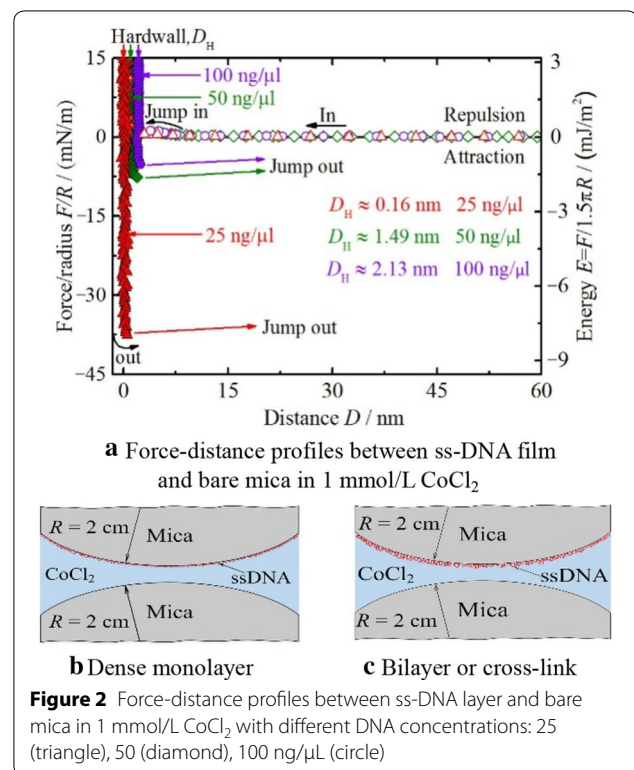 Hardwall, D_H
Force/radius F/R / (mN/m)
15
0
−15
−30
−45
100 ng/μl
50 ng/μl
Jump in
In
Repulsion
Attraction
Jump out
Jump out
25 ng/μl
D_H ≈ 0.16 nm 25 ng/μl
D_H ≈ 1.49 nm 50 ng/μl
D_H ≈ 2.13 nm 100 ng/μl
Jump out
out
3
0
−3
−6
−9
Energy E=F/1.5πR / (mJ/m²)
0 15 30 45 60
Distance D / nm
a Force-distance profiles between ss-DNA film
and bare mica in 1 mmol/L CoCl₂
R = 2 cm
Mica
CoCl₂
ssDNA
R = 2 cm
Mica
b Dense monolayer
R = 2 cm
Mica
CoCl₂
ssDNA
R = 2 cm
Mica
c Bilayer or cross-link
Figure 2 Force-distance profiles between ss-DNA layer and bare
mica in 1 mmol/L CoCl₂ with different DNA concentrations: 25
(triangle), 50 (diamond), 100 ng/μL (circle)